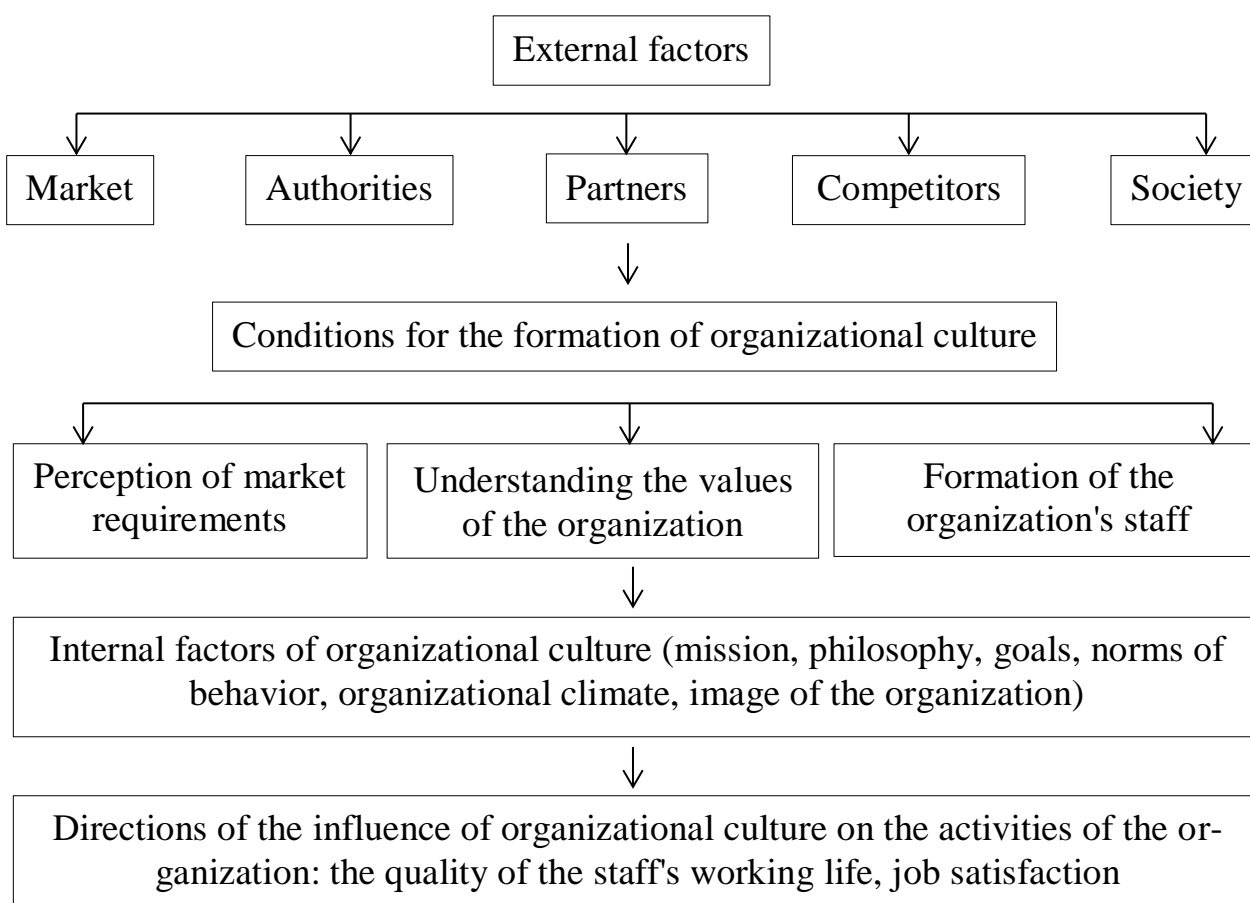 External factors
Market
Authorities
Partners
Competitors
Society
Conditions for the formation of organizational culture
Perception of market
requirements
Understanding the values
of the organization
Formation of the
organization's staff
Internal factors of organizational culture (mission, philosophy, goals, norms of
behavior, organizational climate, image of the organization)
Directions of the influence of organizational culture on the activities of the or-
ganization: the quality of the staff's working life, job satisfaction